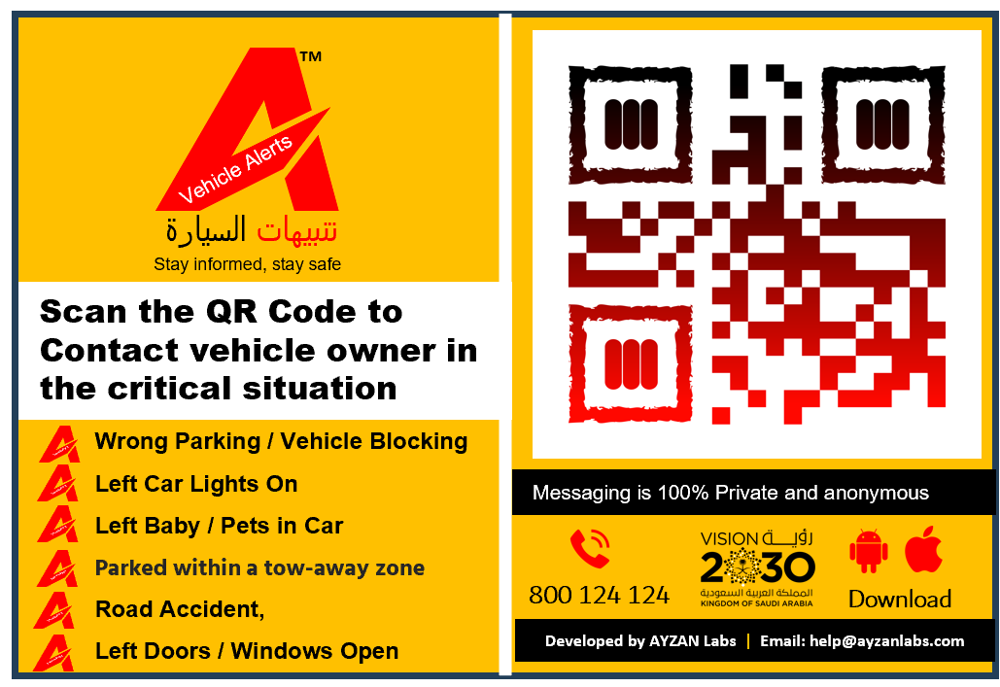 TM
Vehicle Alerts
تتبيهات السيارة
Stay informed, stay safe
Scan the QR Code to
Contact vehicle owner in
the critical situation
Wrong Parking / Vehicle Blocking
Left Car Lights On
Left Baby / Pets in Car
Parked within a tow-away zone
Road Accident,
Left Doors / Windows Open
Messaging is 100% Private and anonymous
800 124 124
VISION رؤيــة
2030
المملكة العربية السعودية
KINGDOM OF SAUDI ARABIA
Download
Developed by AYZAN Labs | Email: help@ayzanlabs.com